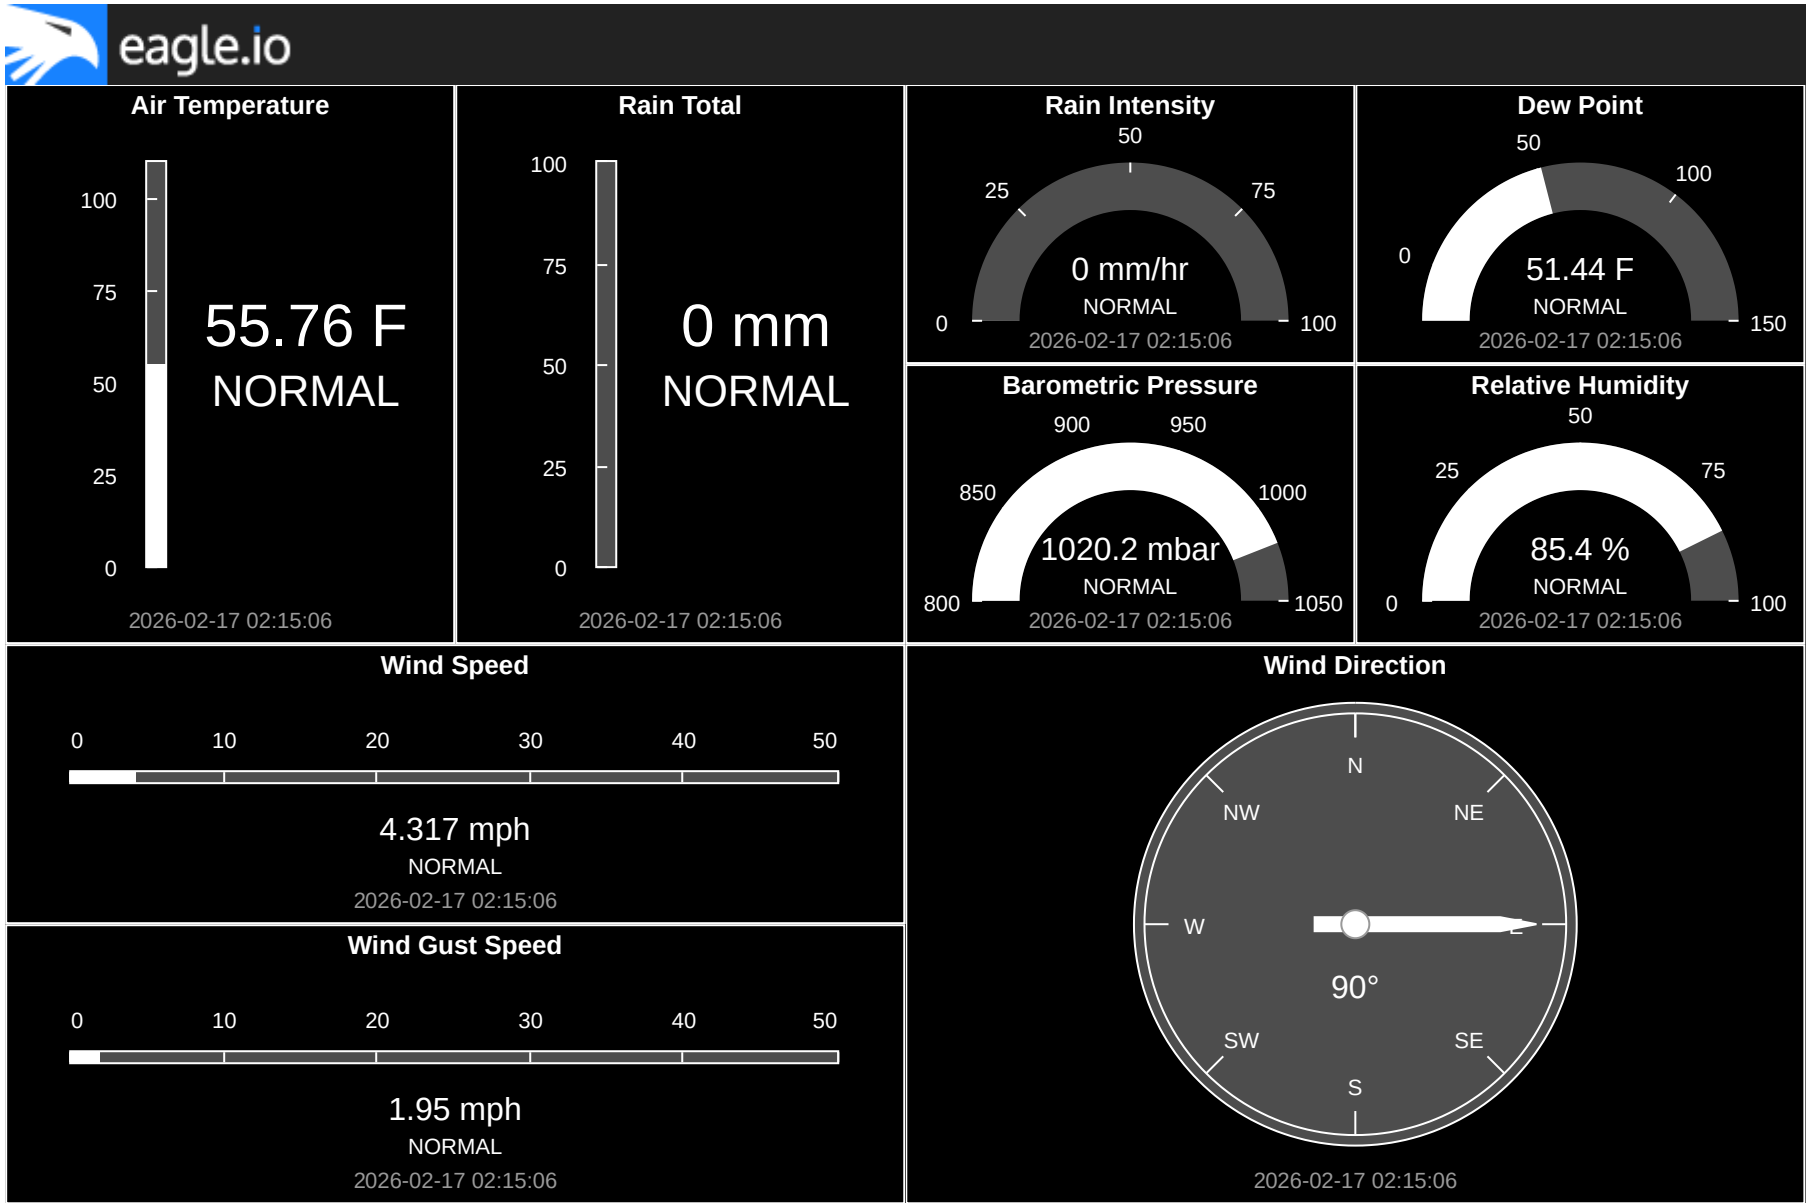 eagle.io
Air Temperature
100
75
50
25
0
55.76 F
NORMAL
2026-02-17 02:15:06
Rain Total
100
75
50
25
0
0 mm
NORMAL
2026-02-17 02:15:06
Rain Intensity
0
25
50
75
100
0 mm/hr
NORMAL
2026-02-17 02:15:06
Dew Point
0
50
100
150
51.44 F
NORMAL
2026-02-17 02:15:06
Barometric Pressure
800
850
900
950
1000
1050
1020.2 mbar
NORMAL
2026-02-17 02:15:06
Relative Humidity
0
25
50
75
100
85.4 %
NORMAL
2026-02-17 02:15:06
Wind Speed
0 10 20 30 40 50
4.317 mph
NORMAL
2026-02-17 02:15:06
Wind Gust Speed
0 10 20 30 40 50
1.95 mph
NORMAL
2026-02-17 02:15:06
Wind Direction
N
NW NE
W E
90°
SW SE
S
2026-02-17 02:15:06